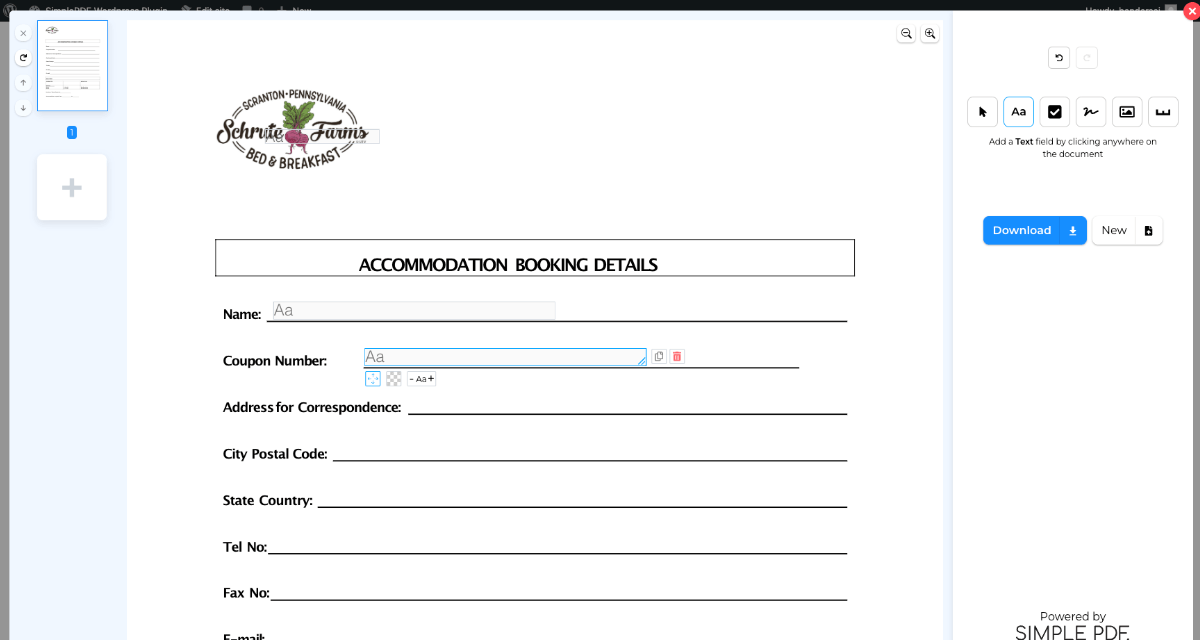 SimplePDF Wordpress Plugin
Edit site
0
New
Howdy, benderogi
1
SCRANTON • PENNSYLVANIA
Schrute Farms
BED & BREAKFAST
Aa
ACCOMMODATION BOOKING DETAILS
Name:
Aa
Coupon Number:
Aa
- Aa +
Address for Correspondence:
City Postal Code:
State Country:
Tel No:
Fax No:
E-mail:
Aa
Add a Text field by clicking anywhere on
the document
Download
New
Powered by
SIMPLE PDF